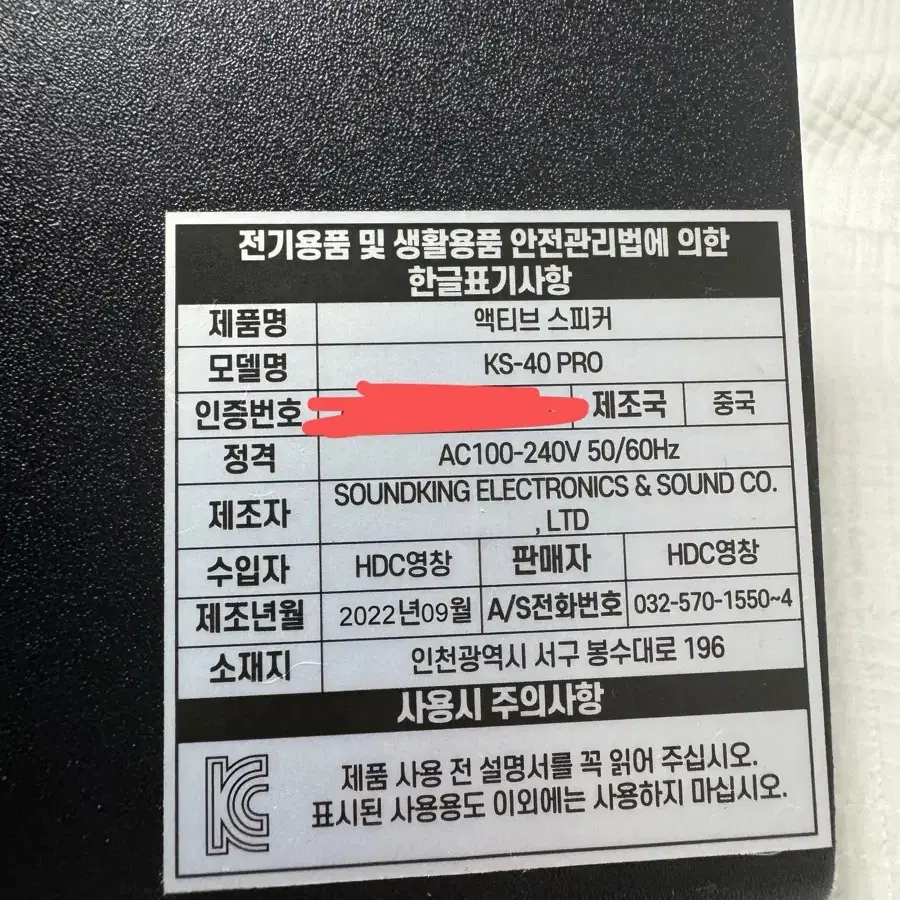 전기용품 및 생활용품 안전관리법에 의한
한글표기사항
제품명 액티브 스피커
모델명 KS-40 PRO
인증번호 제조국 중국
정격 AC100-240V 50/60Hz
제조자 SOUNDKING ELECTRONICS & SOUND CO.
, LTD
수입자 HDC영창 판매자 HDC영창
제조년월 2022년09월 A/S전화번호 032-570-1550~4
소재지 인천광역시 서구 봉수대로 196
사용시 주의사항
KC 제품 사용 전 설명서를 꼭 읽어 주십시오.
표시된 사용용도 이외에는 사용하지 마십시오.